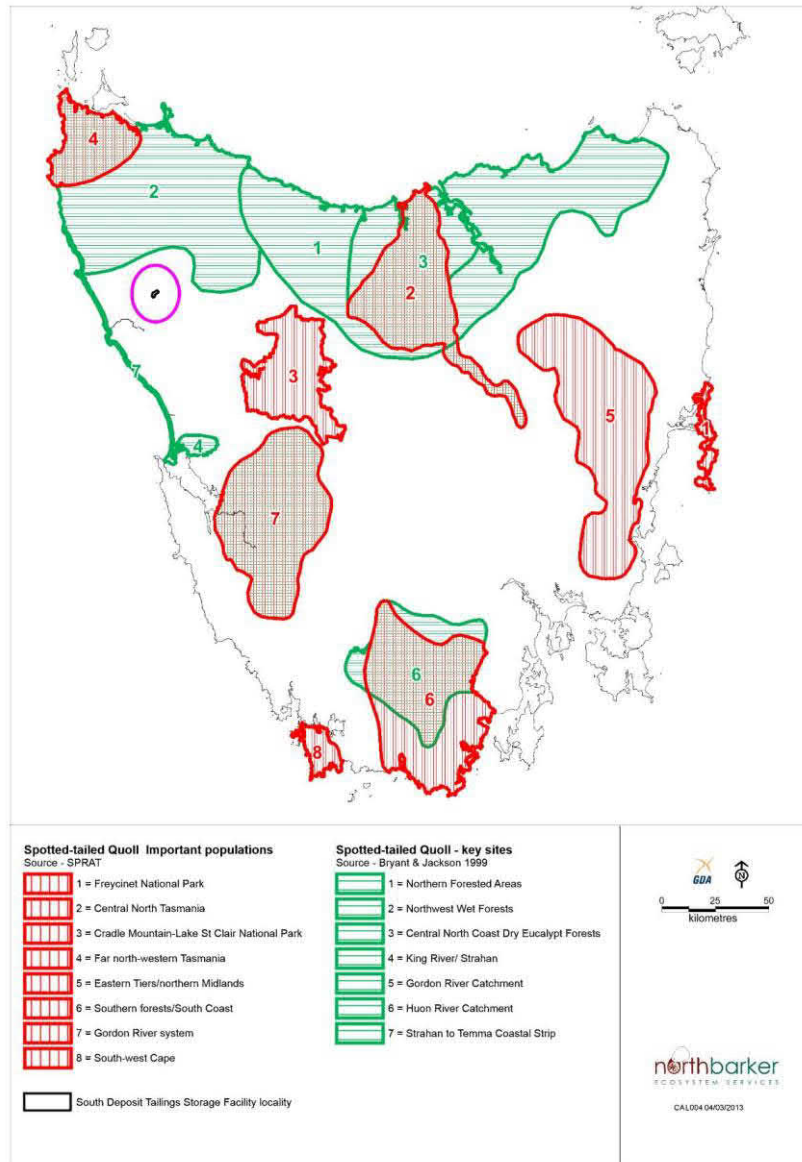 4
2
1
3
2
3
5
1
7
4
7
6
6
8
Spotted-tailed Quoll Important populations
Source - SPRAT
1 = Freycinet National Park
2 = Central North Tasmania
3 = Cradle Mountain-Lake St Clair National Park
4 = Far north-western Tasmania
5 = Eastern Tiers/northern Midlands
6 = Southern forests/South Coast
7 = Gordon River system
8 = South-west Cape
South Deposit Tailings Storage Facility locality
Spotted-tailed Quoll - key sites
Source - Bryant & Jackson 1999
1 = Northern Forested Areas
2 = Northwest Wet Forests
3 = Central North Coast Dry Eucalypt Forests
4 = King River/ Strahan
5 = Gordon River Catchment
6 = Huon River Catchment
7 = Strahan to Temma Coastal Strip
GDA
N
0 25 50
kilometres
northbarker
ECOSYSTEM SERVICES
CAL004 04/03/2013